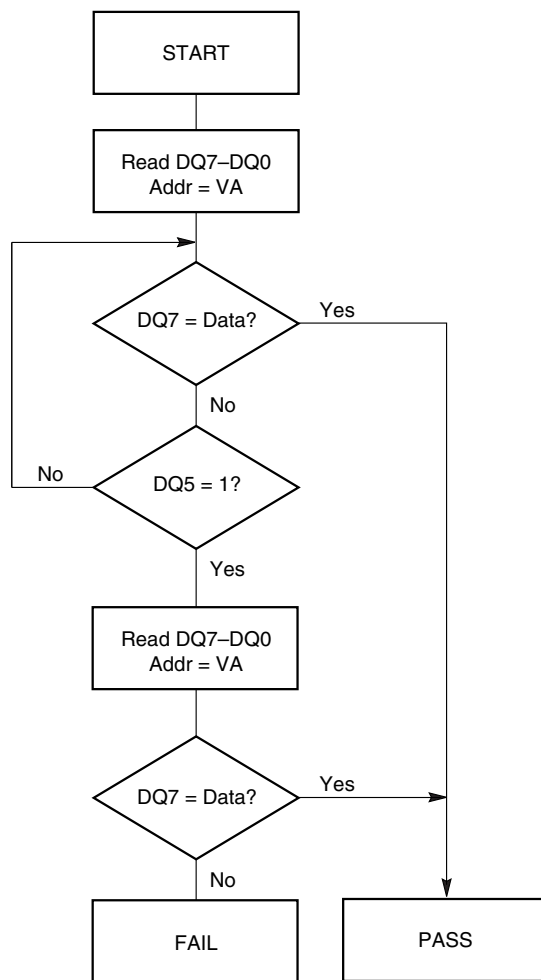 START
Read DQ7–DQ0
Addr = VA
DQ7 = Data?
Yes
No
No
DQ5 = 1?
Yes
Read DQ7–DQ0
Addr = VA
DQ7 = Data?
Yes
No
FAIL
PASS